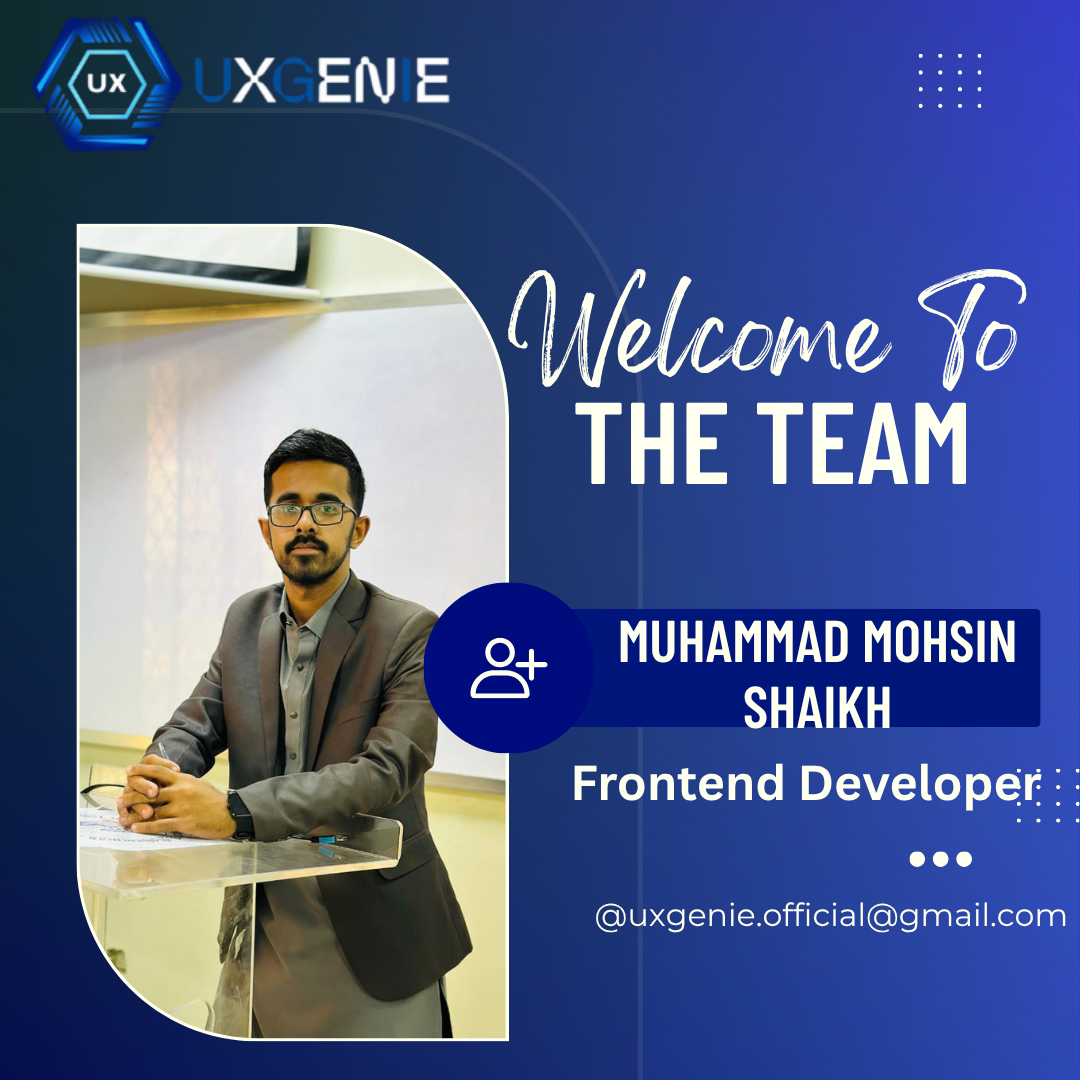 UX
UXGENIE
Welcome To
THE TEAM
MUHAMMAD MOHSIN
SHAIKH
Frontend Developer
@uxgenie.official@gmail.com